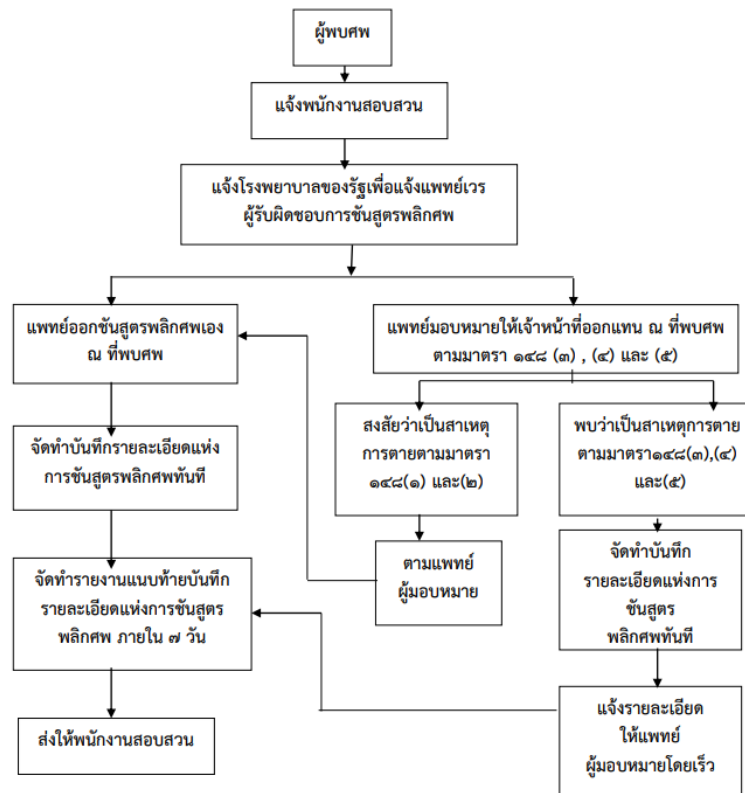 ผู้พบศพ
แจ้งพนักงานสอบสวน
แจ้งโรงพยาบาลของรัฐเพื่อแจ้งแพทย์เวร
ผู้รับผิดชอบการชันสูตรพลิกศพ
แพทย์ออกชันสูตรพลิกศพเอง
ณ ที่พบศพ
แพทย์มอบหมายให้เจ้าหน้าที่ออกแทน ณ ที่พบศพ
ตามมาตรา ๑๔๘ (๓) , (๔) และ (๕)
จัดทำบันทึกรายละเอียดแห่ง
การชันสูตรพลิกศพทันที
สงสัยว่าเป็นสาเหตุ
การตายตามมาตรา
๑๔๘(๑) และ(๒)
พบว่าเป็นสาเหตุการตาย
ตามมาตรา๑๔๘(๓),(๔)
และ(๕)
จัดทำรายงานแนบท้ายบันทึก
รายละเอียดแห่งการชันสูตร
พลิกศพ ภายใน ๗ วัน
ตามแพทย์
ผู้มอบหมาย
จัดทำบันทึก
รายละเอียดแห่งการ
ชันสูตร
พลิกศพทันที
ส่งให้พนักงานสอบสวน
แจ้งรายละเอียด
ให้แพทย์
ผู้มอบหมายโดยเร็ว